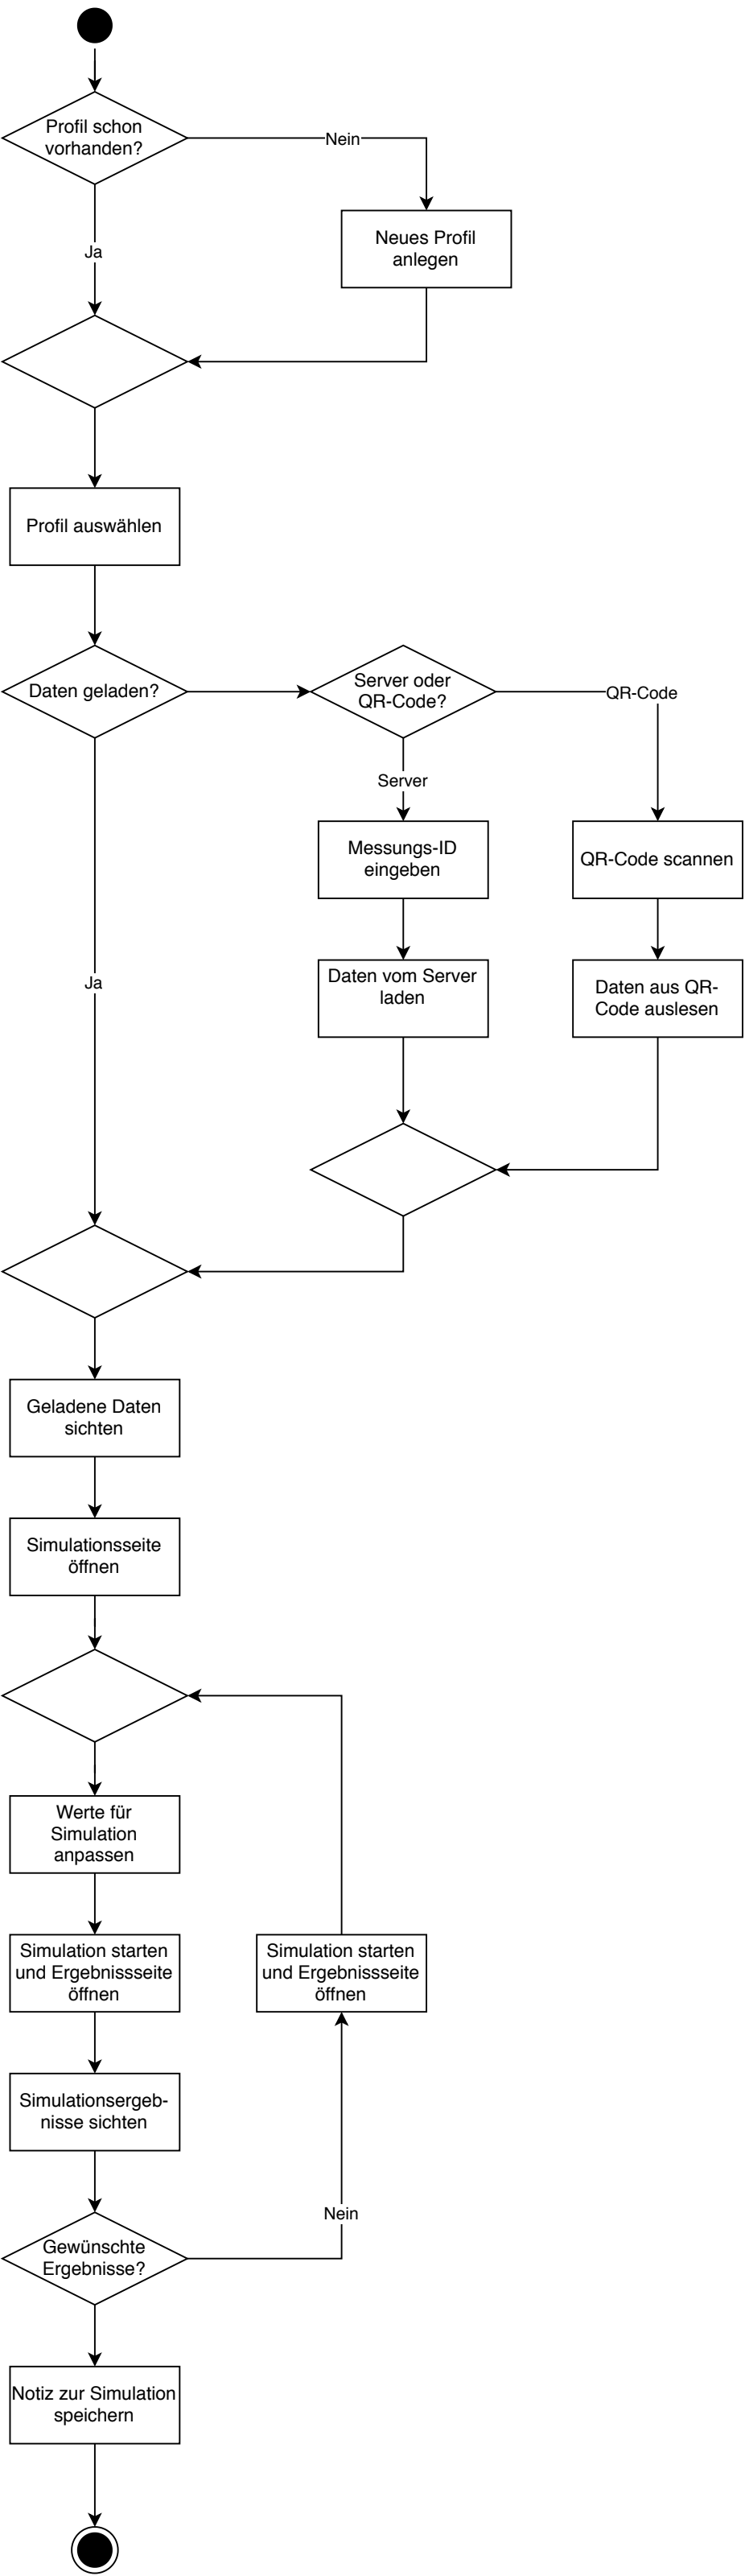 Profil schon
vorhanden?
Nein
Neues Profil
anlegen
Ja
Profil auswählen
Daten geladen?
Server oder
QR-Code?
QR-Code
Server
Messungs-ID
eingeben
QR-Code scannen
Daten vom Server
laden
Daten aus QR-
Code auslesen
Ja
Geladene Daten
sichten
Simulationsseite
öffnen
Werte für
Simulation
anpassen
Simulation starten
und Ergebnissseite
öffnen
Simulation starten
und Ergebnissseite
öffnen
Simulationsergeb-
nisse sichten
Nein
Gewünschte
Ergebnisse?
Notiz zur Simulation
speichern